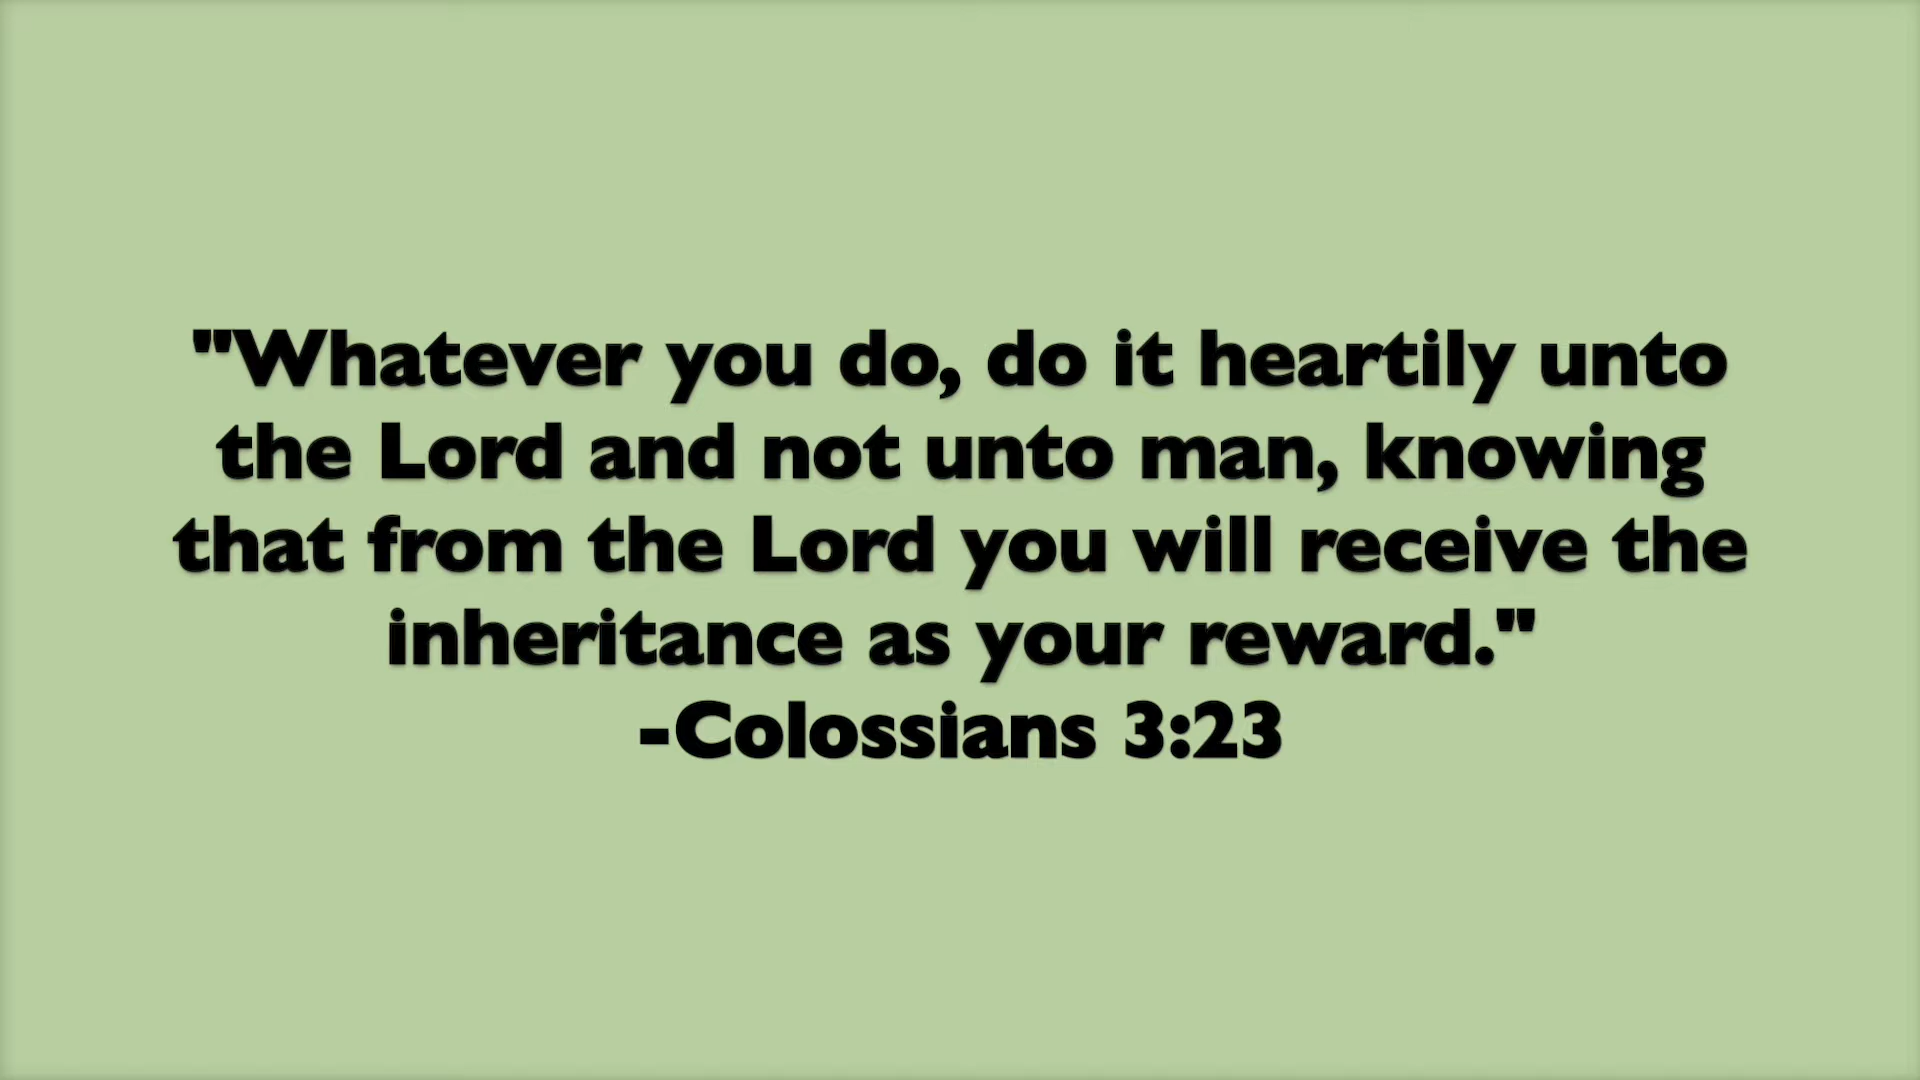 "Whatever you do, do it heartily unto
the Lord and not unto man, knowing
that from the Lord you will receive the
inheritance as your reward."
-Colossians 3:23